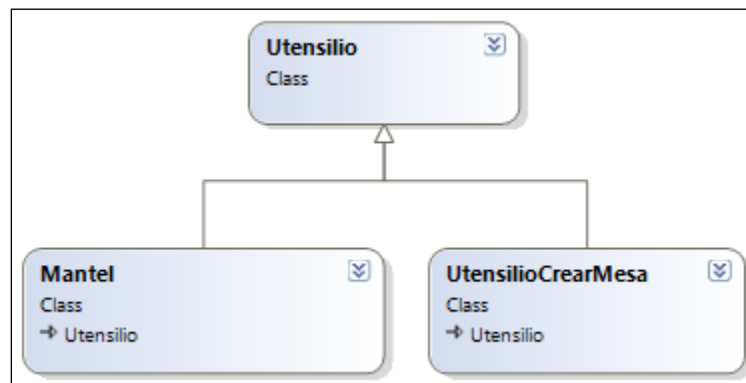 Utensilio
Class
Mantel
Class
Utensilio
UtensilioCrearMesa
Class
Utensilio